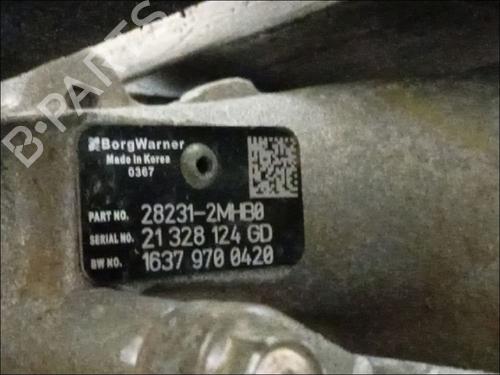 B-PARTS
BorgWarner
Made in Korea
0367
PART NO. 28231-2MHB0
SERIAL NO. 21 328 124 GD
BW NO. 1637 970 0420